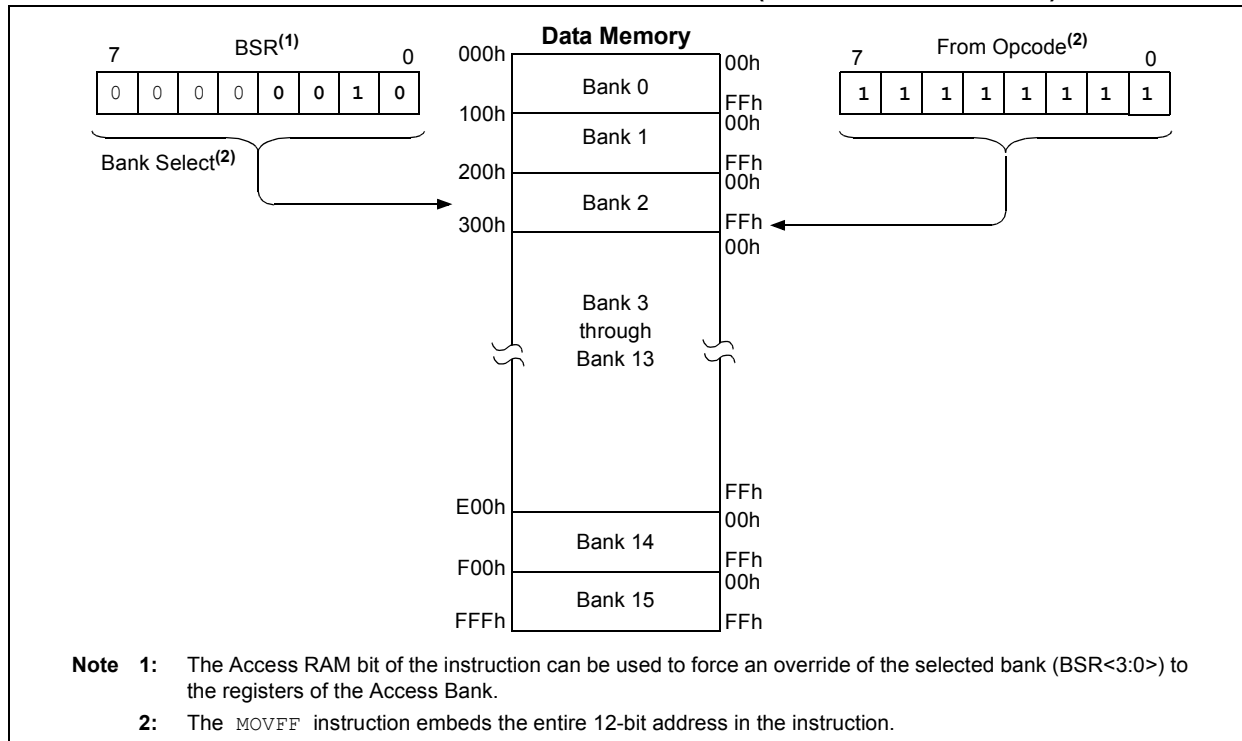 Data Memory
7 BSR(1) 0
0 0 0 0 0 0 1 0
Bank Select(2)
7 From Opcode(2) 0
1 1 1 1 1 1 1 1
000h 00h
Bank 0
FFh
100h 00h
Bank 1
FFh
200h 00h
Bank 2
300h FFh
00h
Bank 3
through
Bank 13
FFh
E00h 00h
Bank 14
FFh
F00h 00h
Bank 15
FFFh FFh
Note 1: The Access RAM bit of the instruction can be used to force an override of the selected bank (BSR<3:0>) to
the registers of the Access Bank.
2: The MOVFF instruction embeds the entire 12-bit address in the instruction.